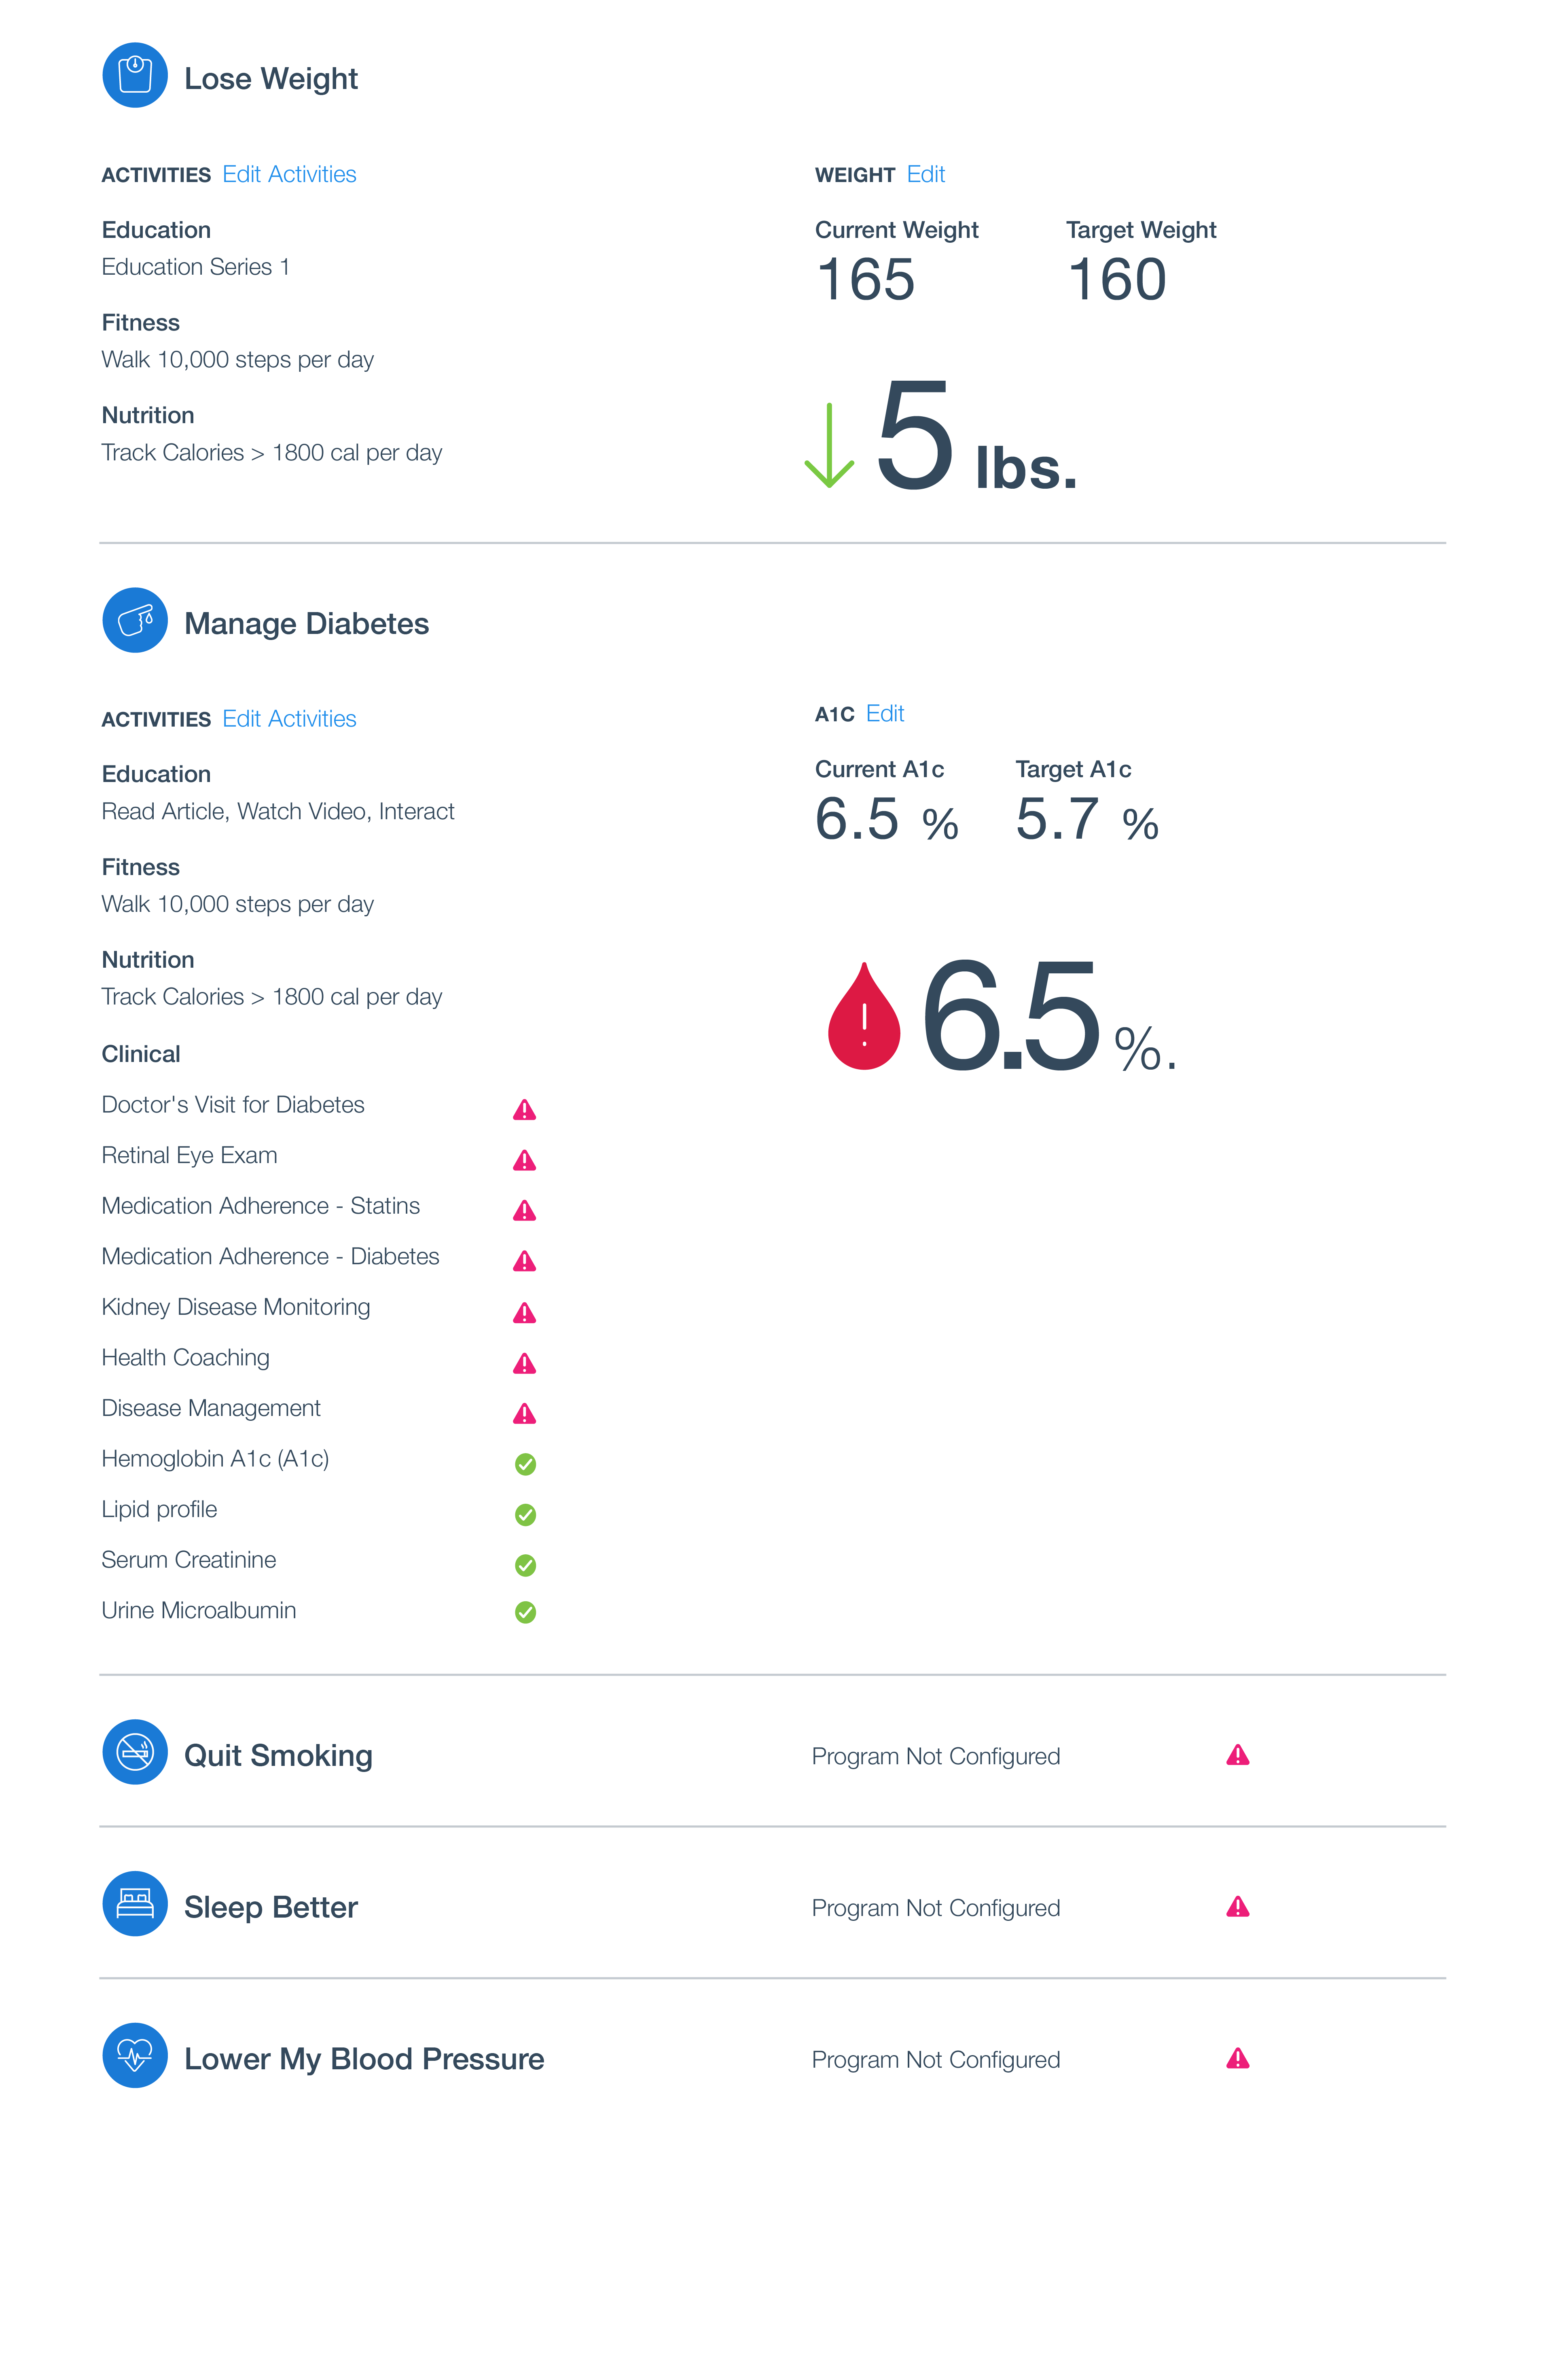 Lose Weight
ACTIVITIES Edit Activities
Education
Education Series 1
Fitness
Walk 10,000 steps per day
Nutrition
Track Calories > 1800 cal per day
WEIGHT Edit
Current Weight Target Weight
165 160
5 lbs.
Manage Diabetes
ACTIVITIES Edit Activities
Education
Read Article, Watch Video, Interact
Fitness
Walk 10,000 steps per day
Nutrition
Track Calories > 1800 cal per day
Clinical
Doctor's Visit for Diabetes
Retinal Eye Exam
Medication Adherence - Statins
Medication Adherence - Diabetes
Kidney Disease Monitoring
Health Coaching
Disease Management
Hemoglobin A1c (A1c)
Lipid profile
Serum Creatinine
Urine Microalbumin
A1C Edit
Current A1c Target A1c
6.5 % 5.7 %
6.5 %.
Quit Smoking Program Not Configured
Sleep Better Program Not Configured
Lower My Blood Pressure Program Not Configured